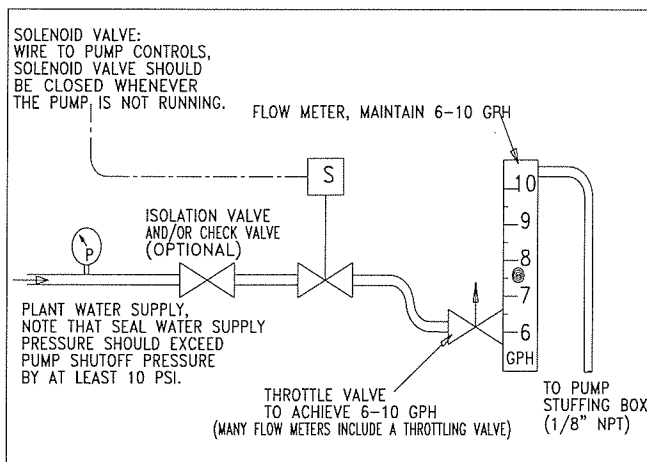 SOLENOID VALVE:
WIRE TO PUMP CONTROLS,
SOLENOID VALVE SHOULD
BE CLOSED WHENEVER
THE PUMP IS NOT RUNNING.
FLOW METER, MAINTAIN 6-10 GPH
S
10
9
8
7
6
GPH
ISOLATION VALVE
AND/OR CHECK VALVE
(OPTIONAL)
P
PLANT WATER SUPPLY,
NOTE THAT SEAL WATER SUPPLY
PRESSURE SHOULD EXCEED
PUMP SHUTOFF PRESSURE
BY AT LEAST 10 PSI.
THROTTLE VALVE
TO ACHIEVE 6-10 GPH
(MANY FLOW METERS INCLUDE A THROTTLING VALVE)
TO PUMP
STUFFING BOX
(1/8" NPT)